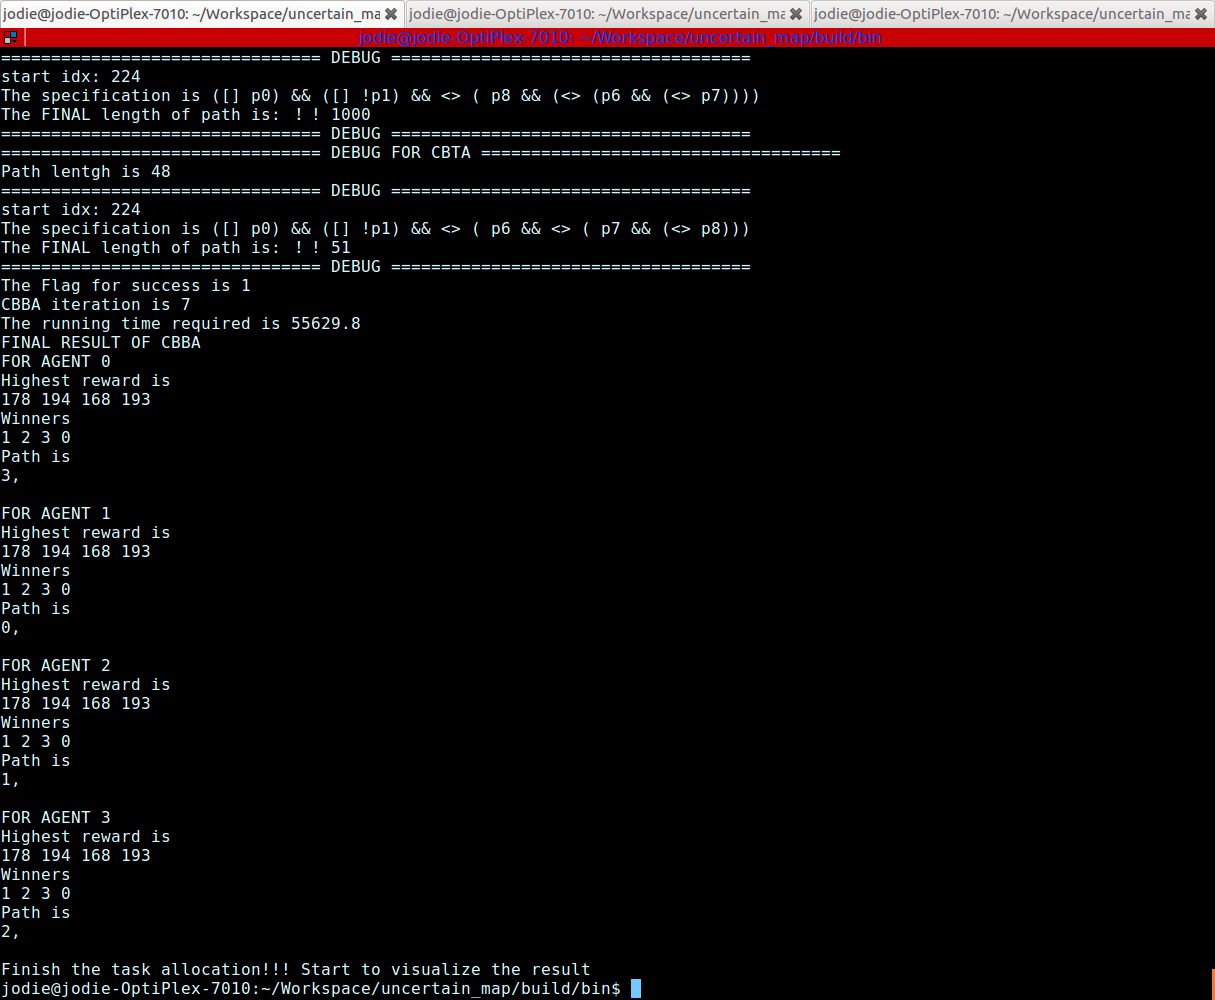 jodie@jodie-OptiPlex-7010: ~/Workspace/uncertain_ma jodie@jodie-OptiPlex-7010: ~/Workspace/uncertain_ma jodie@jodie-OptiPlex-7010: ~/Workspace/uncertain_ma
jodie@jodie-OptiPlex-7010: ~/Workspace/uncertain_map/build/bin
================================ DEBUG ====================================
start idx: 224
The specification is ([] p0) && ([] !p1) && <> ( p8 && (<> (p6 && (<> p7))))
The FINAL length of path is: ！！1000
================================ DEBUG ====================================
================================ DEBUG FOR CBTA ====================================
Path lentgh is 48
================================ DEBUG ====================================
start idx: 224
The specification is ([] p0) && ([] !p1) && <> ( p6 && <> ( p7 && (<> p8)))
The FINAL length of path is: ！！51
================================ DEBUG ====================================
The Flag for success is 1
CBBA iteration is 7
The running time required is 55629.8
FINAL RESULT OF CBBA
FOR AGENT 0
Highest reward is
178 194 168 193
Winners
1 2 3 0
Path is
3,
FOR AGENT 1
Highest reward is
178 194 168 193
Winners
1 2 3 0
Path is
0,
FOR AGENT 2
Highest reward is
178 194 168 193
Winners
1 2 3 0
Path is
1,
FOR AGENT 3
Highest reward is
178 194 168 193
Winners
1 2 3 0
Path is
2,
Finish the task allocation!!! Start to visualize the result
jodie@jodie-OptiPlex-7010:~/Workspace/uncertain_map/build/bin$